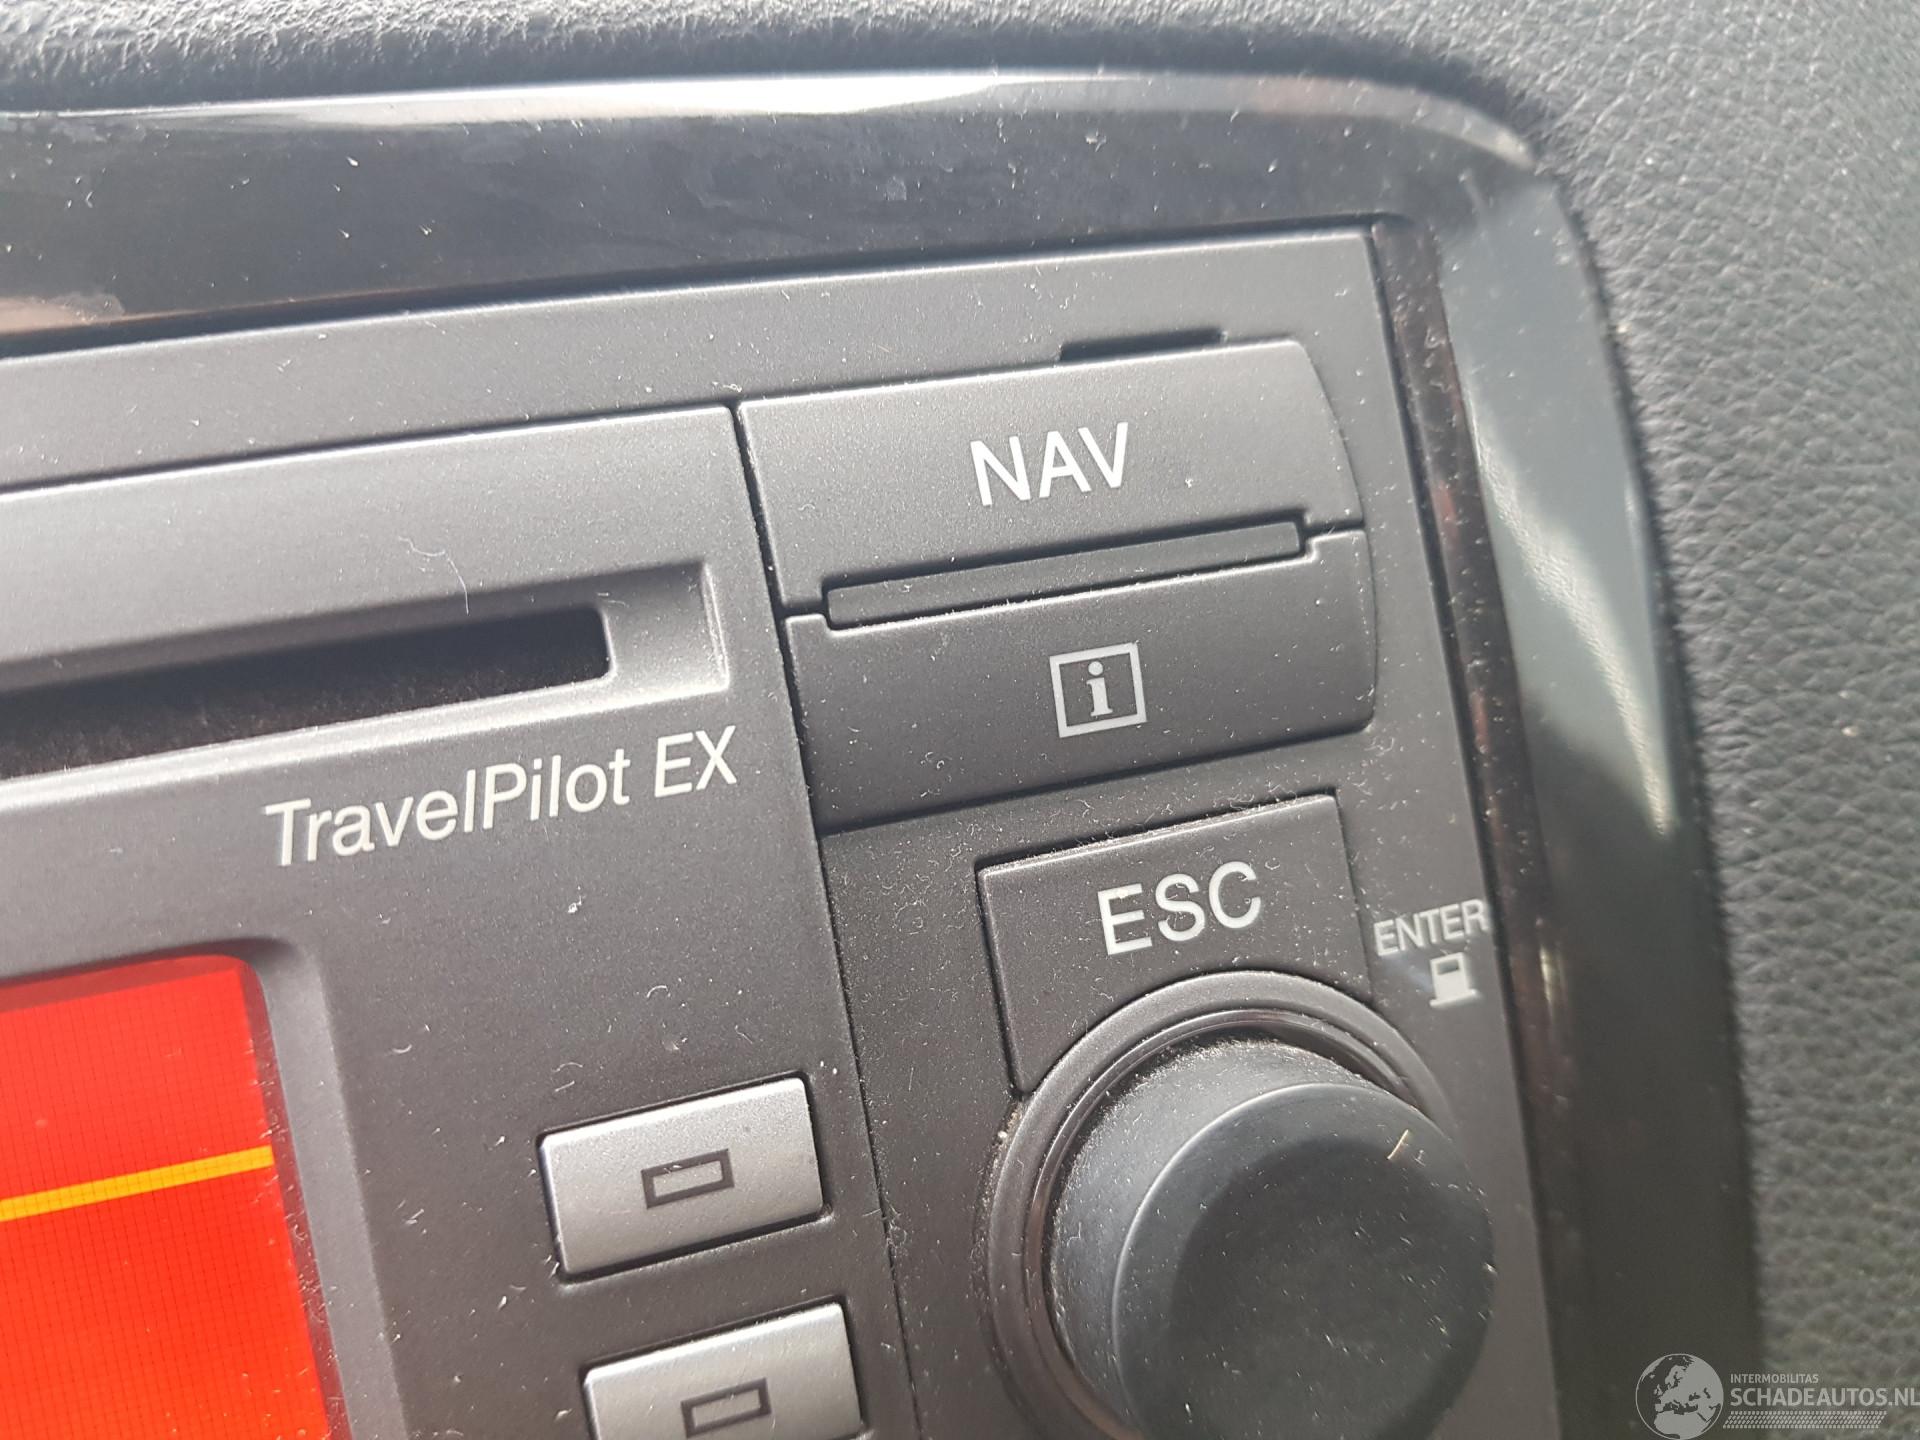 NAV
i
TravelPilot EX
ESC
ENTER
INTERMOBILITAS
SCHADEAUTOS.NL